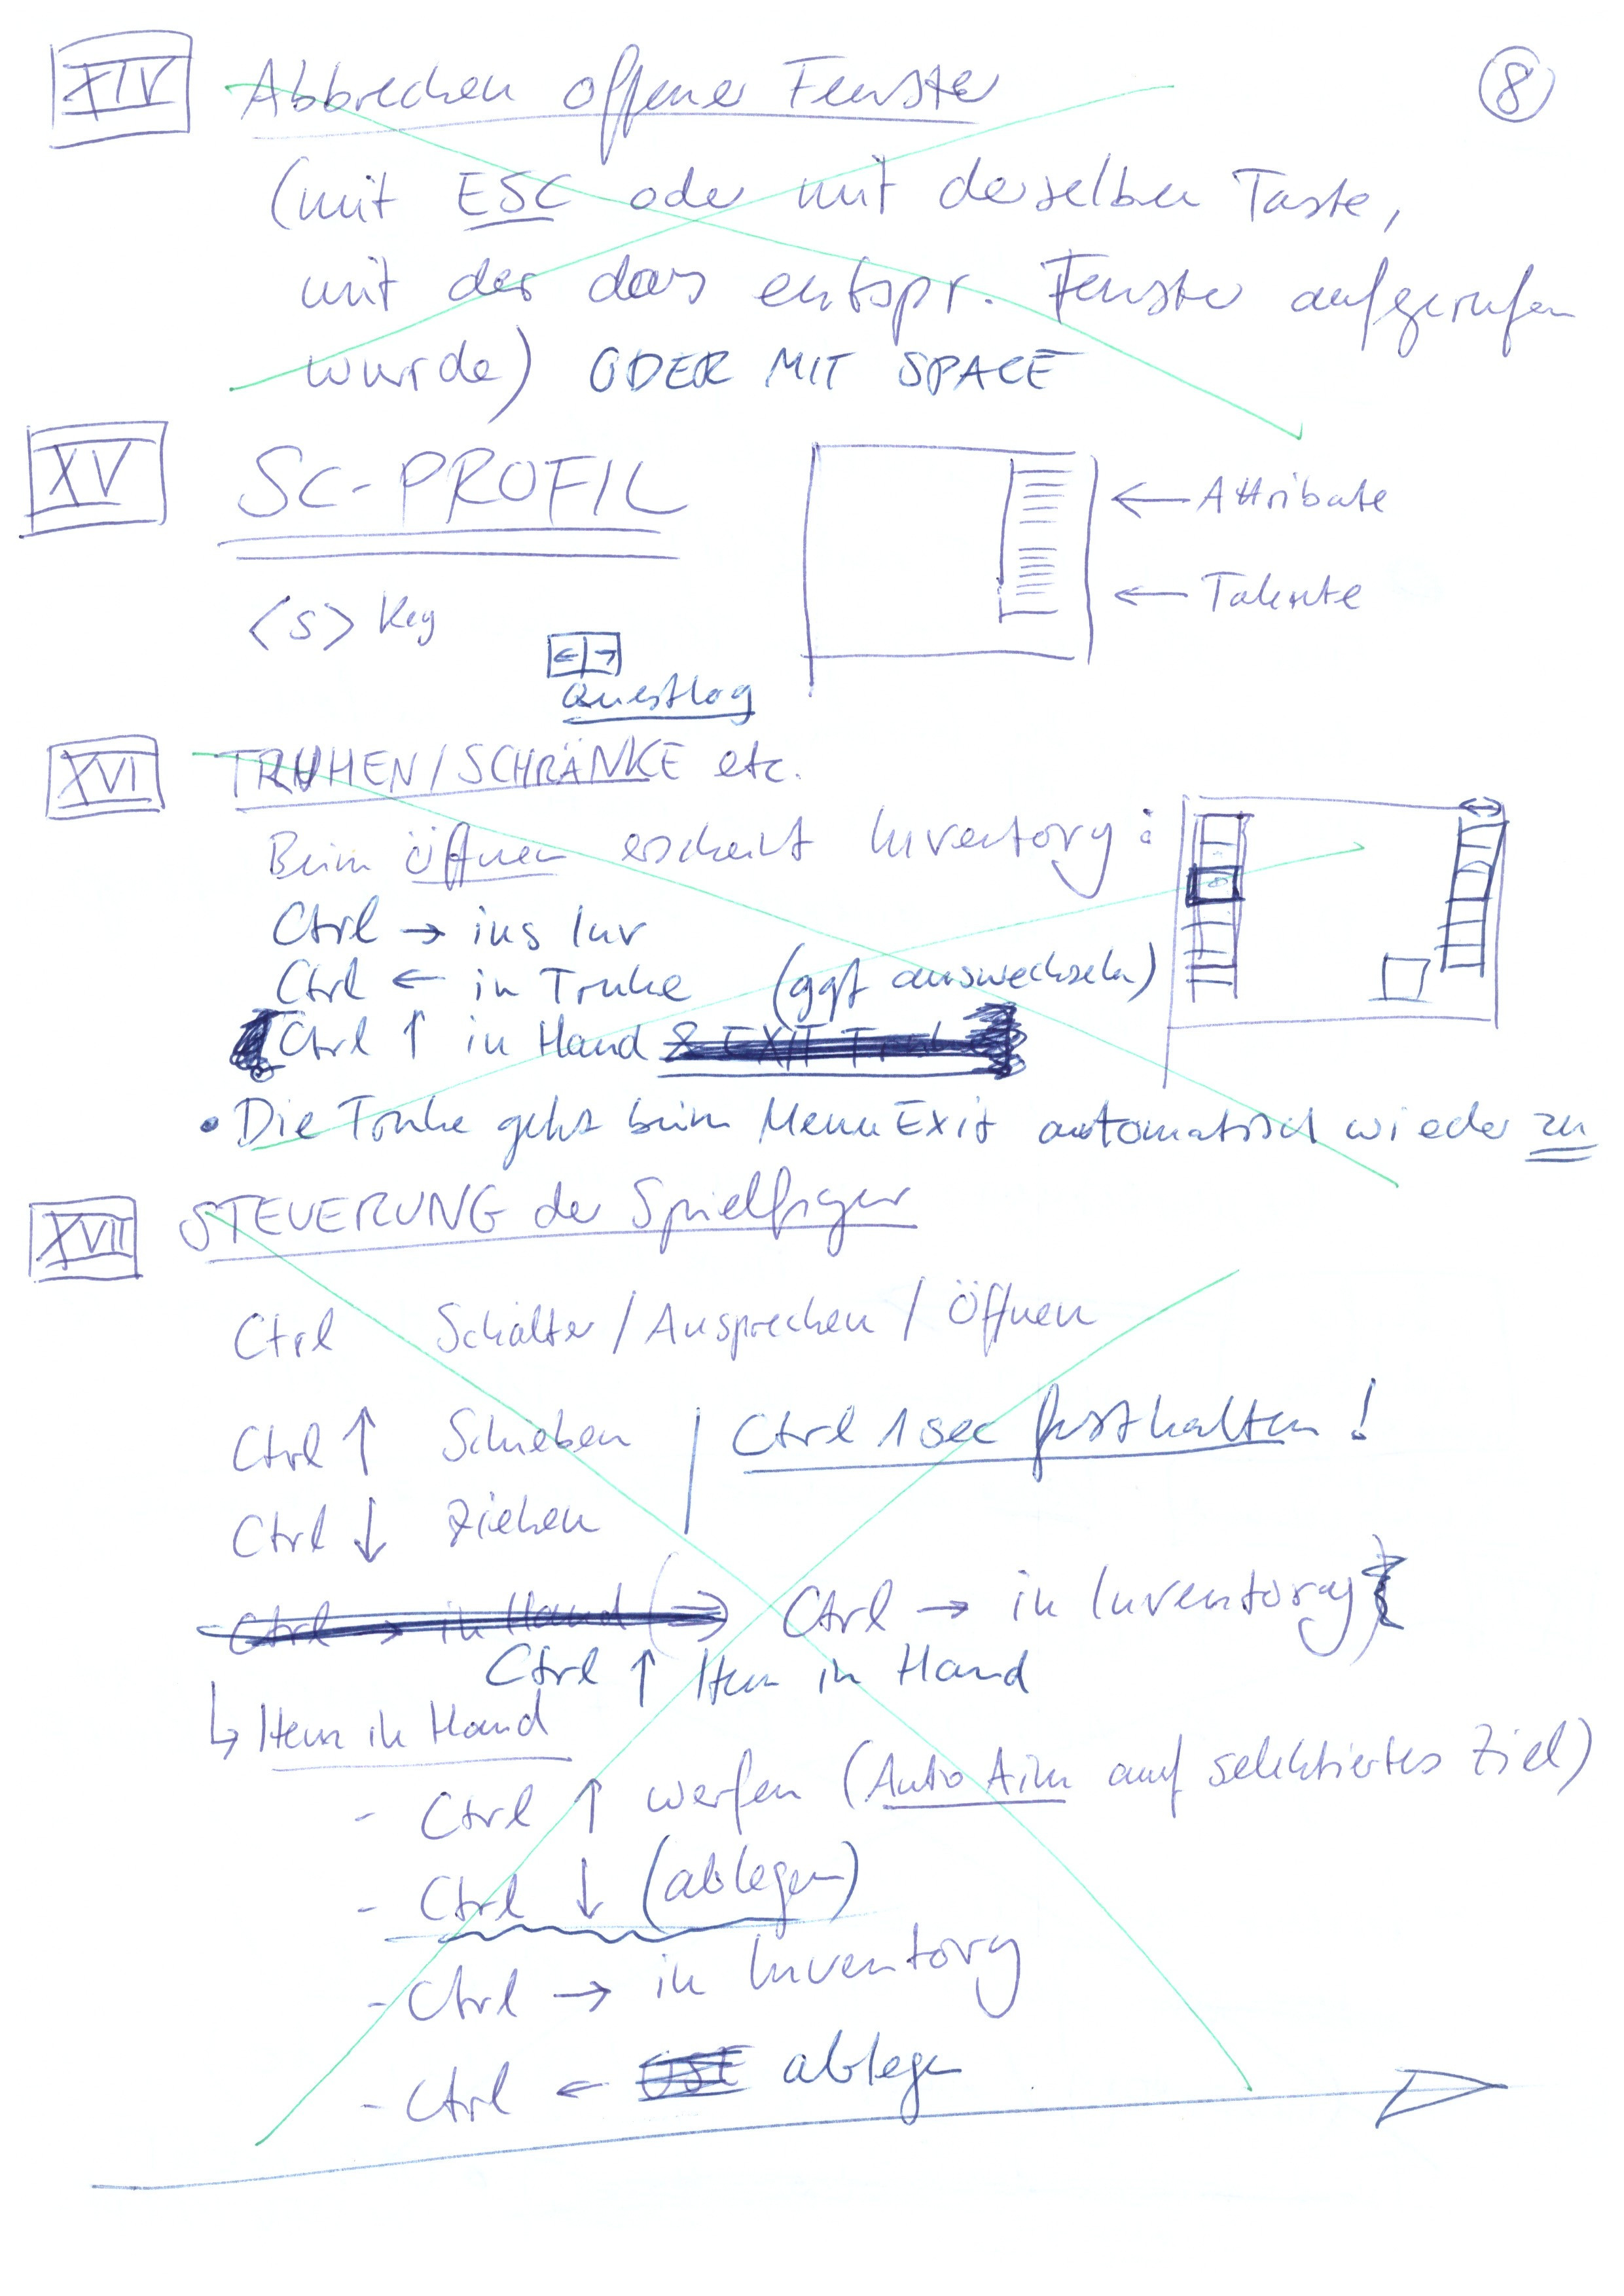 XIV Abbrechen offener Fenster
8
(mit ESC oder mit derselben Taste,
mit der das entspr. Fenster aufgerufen
wurde) ODER MIT SPACE
XV SC-PROFIL
← Attribute
← Talente
<S> Key
← →
Questlog
XVI TRUHEN/SCHRÄNKE etc.
Beim Öffnen erscheint Inventory:
Ctrl → ins Inv
Ctrl ← in Truhe (ggf auswechseln)
Ctrl ↑ in Hand & EXIT
• Die Truhe geht beim Menu Exit automatisch wieder zu
XVII STEUERUNG der Spielfigur
Ctrl Schalter / Ansprechen / Öffnen
Ctrl ↑ Schieben | Ctrl 1 sec festhalten!
Ctrl ↓ Ziehen
Ctrl → in Hand (⇒) Ctrl → in Inventory
Ctrl ↑ Item in Hand
↳ Item in Hand
- Ctrl ↑ werfen (Auto Aim auf selektiertes Ziel)
- Ctrl ↓ (ablegen)
- Ctrl → in Inventory
- Ctrl ← USE ablegen